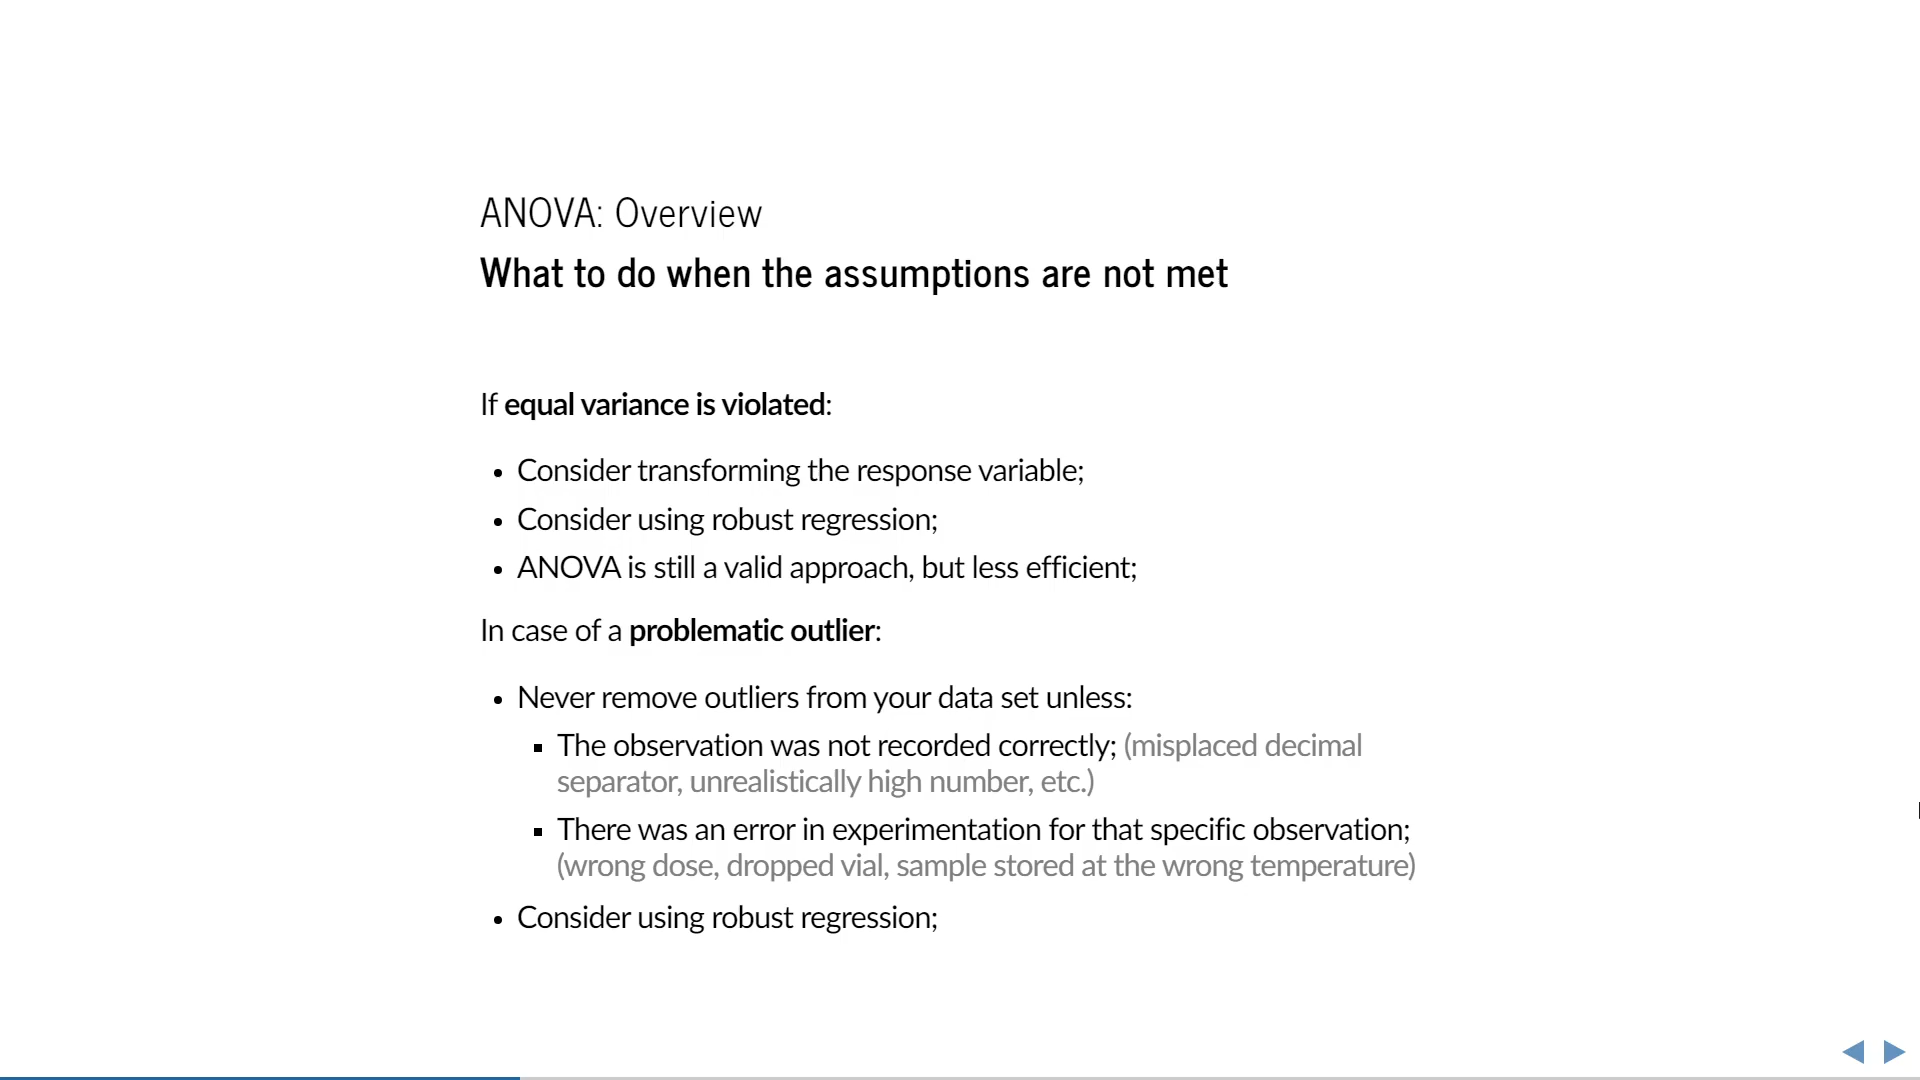 ANOVA: Overview
What to do when the assumptions are not met
If equal variance is violated:
• Consider transforming the response variable;
• Consider using robust regression;
• ANOVA is still a valid approach, but less efficient;
In case of a problematic outlier:
• Never remove outliers from your data set unless:
▪ The observation was not recorded correctly; (misplaced decimal
separator, unrealistically high number, etc.)
▪ There was an error in experimentation for that specific observation;
(wrong dose, dropped vial, sample stored at the wrong temperature)
• Consider using robust regression;